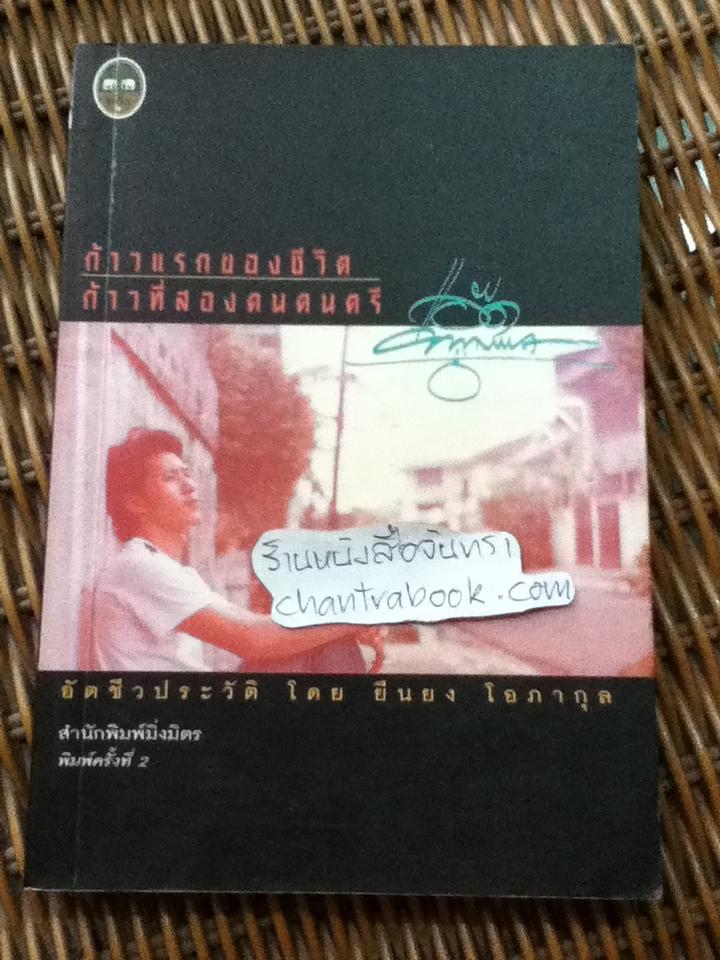 ก้าวแรกของชีวิต
ก้าวที่สองคนดนตรี
ร้านหนังสือจันทรา
chantrabook.com
อัตชีวประวัติ โดย ยืนยง โอภากุล
สำนักพิมพ์มิ่งมิตร
พิมพ์ครั้งที่ 2